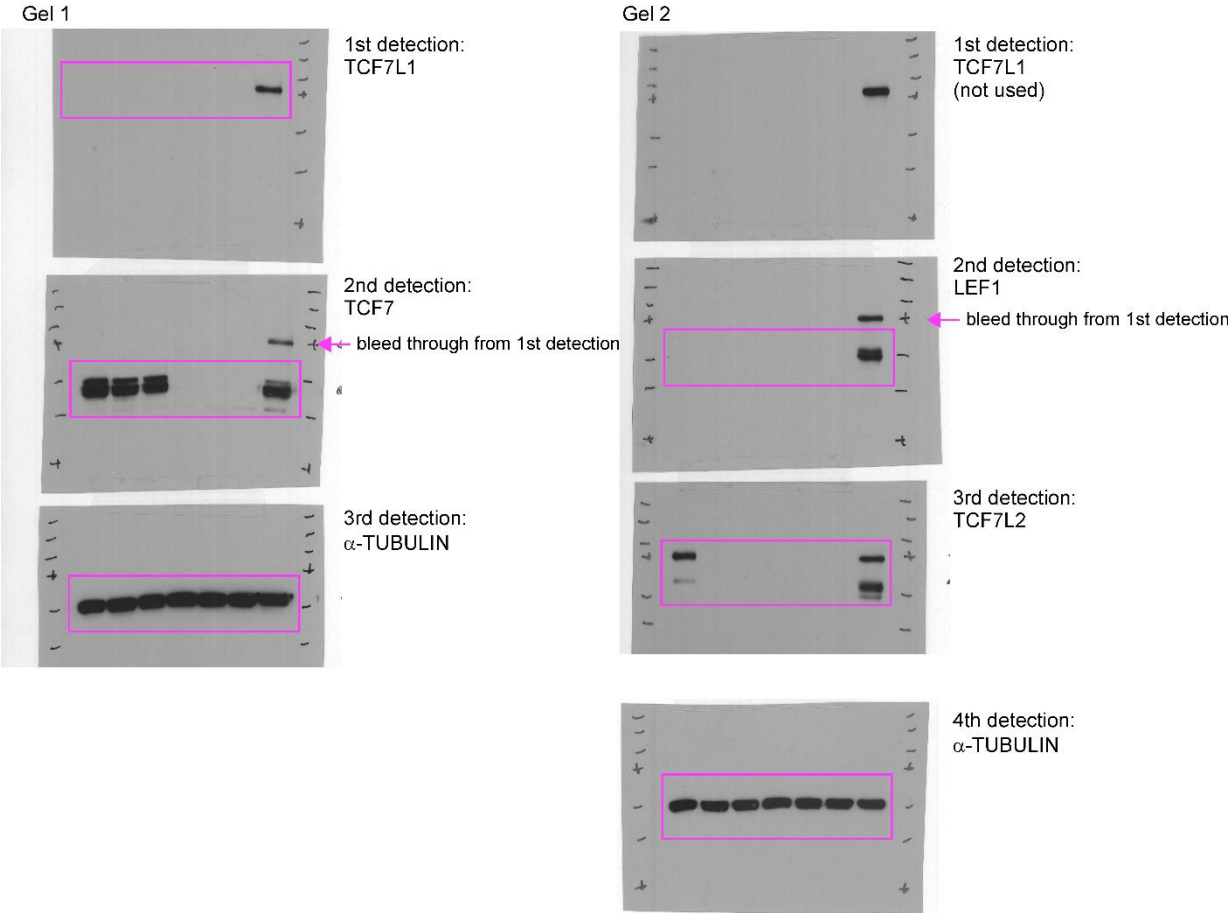 Gel 1
1st detection:
TCF7L1
2nd detection:
TCF7
bleed through from 1st detection
3rd detection:
α-TUBULIN
Gel 2
1st detection:
TCF7L1
(not used)
2nd detection:
LEF1
bleed through from 1st detection
3rd detection:
TCF7L2
4th detection:
α-TUBULIN